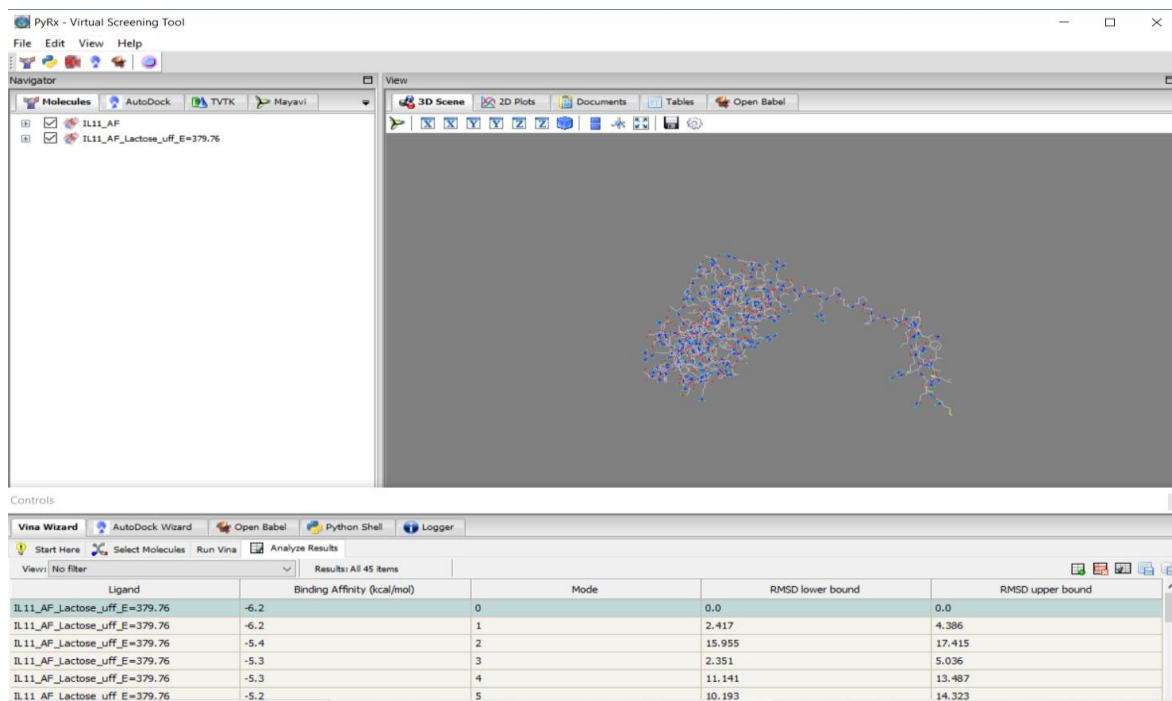 PyRx - Virtual Screening Tool
File Edit View Help
Navigator
View
Molecules AutoDock TVTK Mayavi
3D Scene 2D Plots Documents Tables Open Babel
IL11_AF
IL11_AF_Lactose_uff_E=379.76
X X Y Y Z Z
Controls
Vina Wizard AutoDock Wizard Open Babel Python Shell Logger
Start Here Select Molecules Run Vina Analyze Results
View: No filter Results: All 45 items
Ligand Binding Affinity (kcal/mol) Mode RMSD lower bound RMSD upper bound
IL11_AF_Lactose_uff_E=379.76 -6.2 0 0.0 0.0
IL11_AF_Lactose_uff_E=379.76 -6.2 1 2.417 4.386
IL11_AF_Lactose_uff_E=379.76 -5.4 2 15.955 17.415
IL11_AF_Lactose_uff_E=379.76 -5.3 3 2.351 5.036
IL11_AF_Lactose_uff_E=379.76 -5.3 4 11.141 13.487
IL11_AF_Lactose_uff_E=379.76 -5.2 5 10.193 14.323